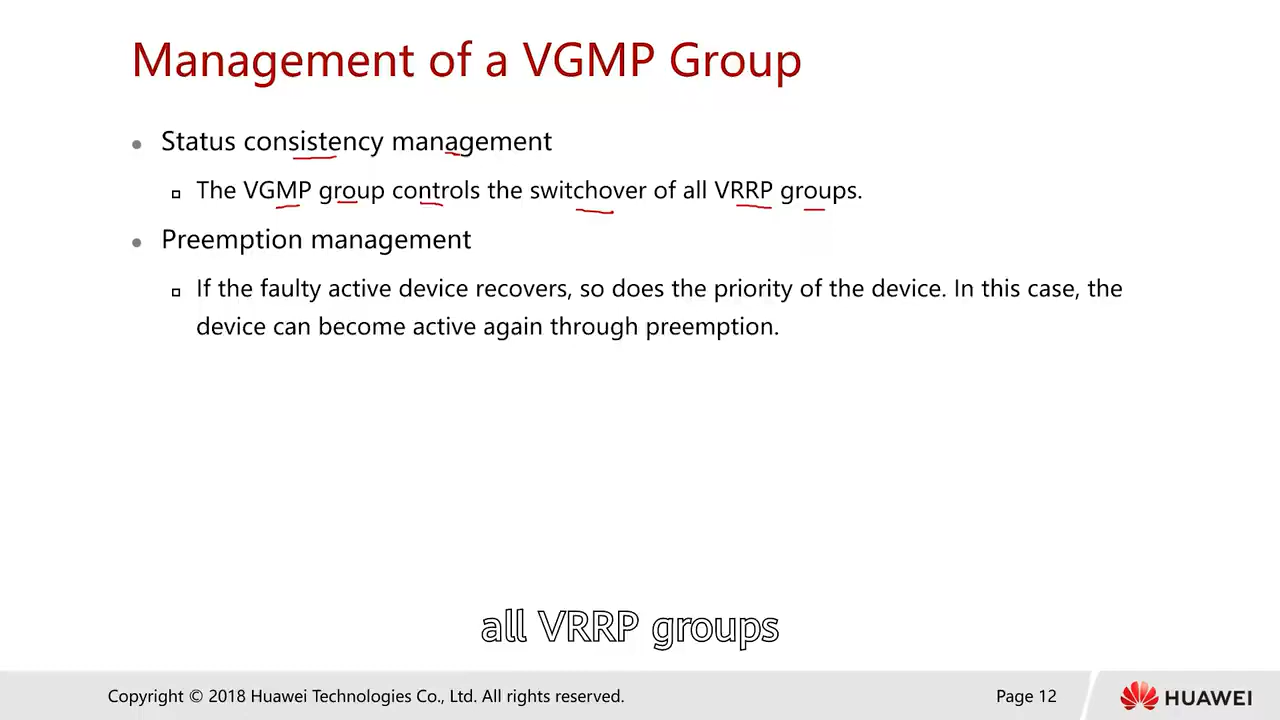 Management of a VGMP Group
Status consistency management
The VGMP group controls the switchover of all VRRP groups.
Preemption management
If the faulty active device recovers, so does the priority of the device. In this case, the
device can become active again through preemption.
all VRRP groups
Copyright © 2018 Huawei Technologies Co., Ltd. All rights reserved.
Page 12
HUAWEI